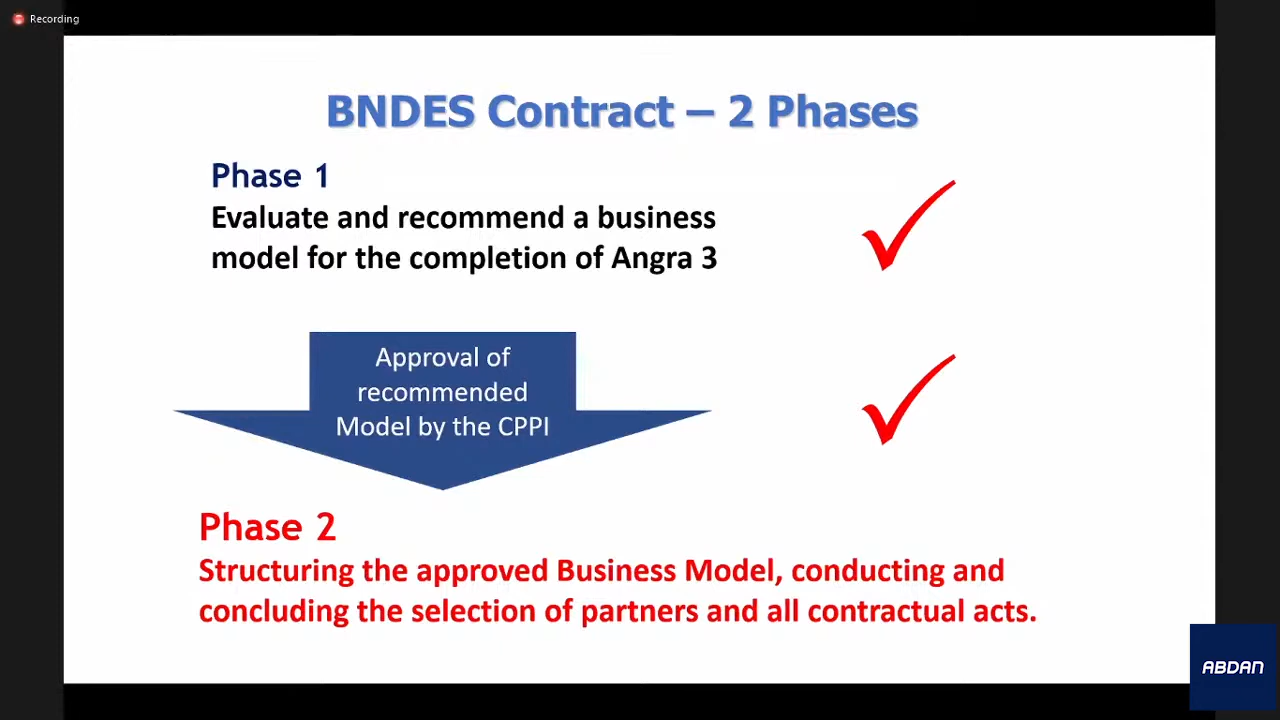 Recording
BNDES Contract – 2 Phases
Phase 1
Evaluate and recommend a business
model for the completion of Angra 3
Approval of
recommended
Model by the CPPI
Phase 2
Structuring the approved Business Model, conducting and
concluding the selection of partners and all contractual acts.
ABDAN